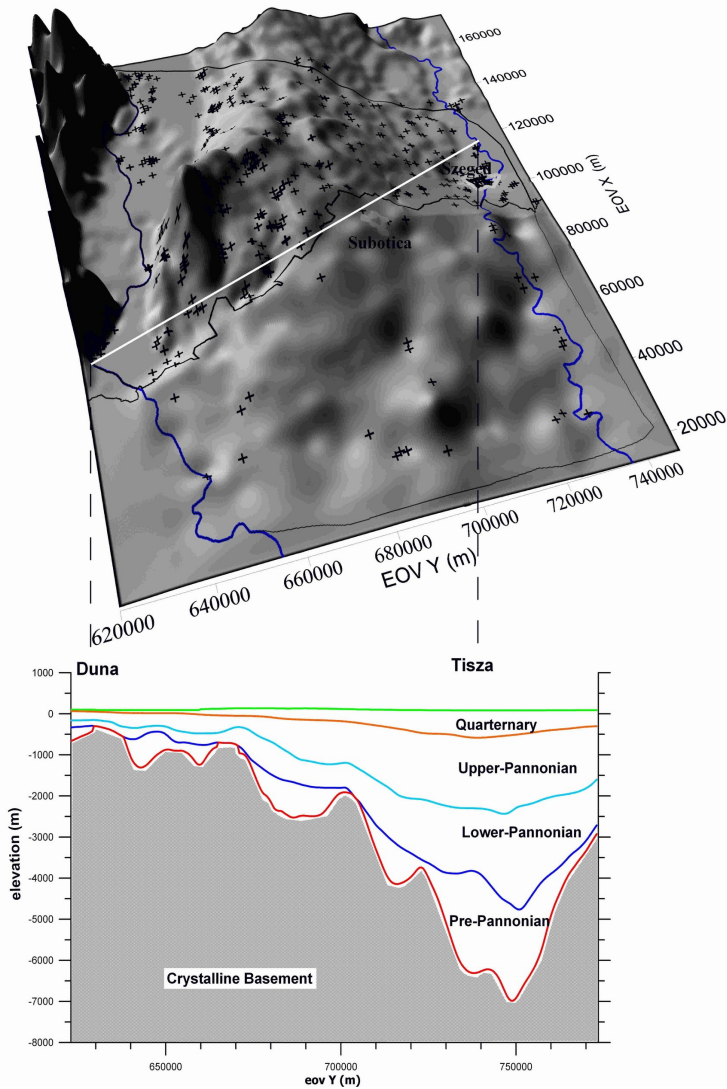 160000
140000
120000
100000
80000
60000
40000
20000
EOV X (m)
Szeged
Subotica
620000
640000
660000
680000
700000
720000
740000
EOV Y (m)
Duna
Tisza
1000
0
-1000
-2000
-3000
-4000
-5000
-6000
-7000
-8000
elevation (m)
Quarternary
Upper-Pannonian
Lower-Pannonian
Pre-Pannonian
Crystalline Basement
650000
700000
750000
eov Y (m)